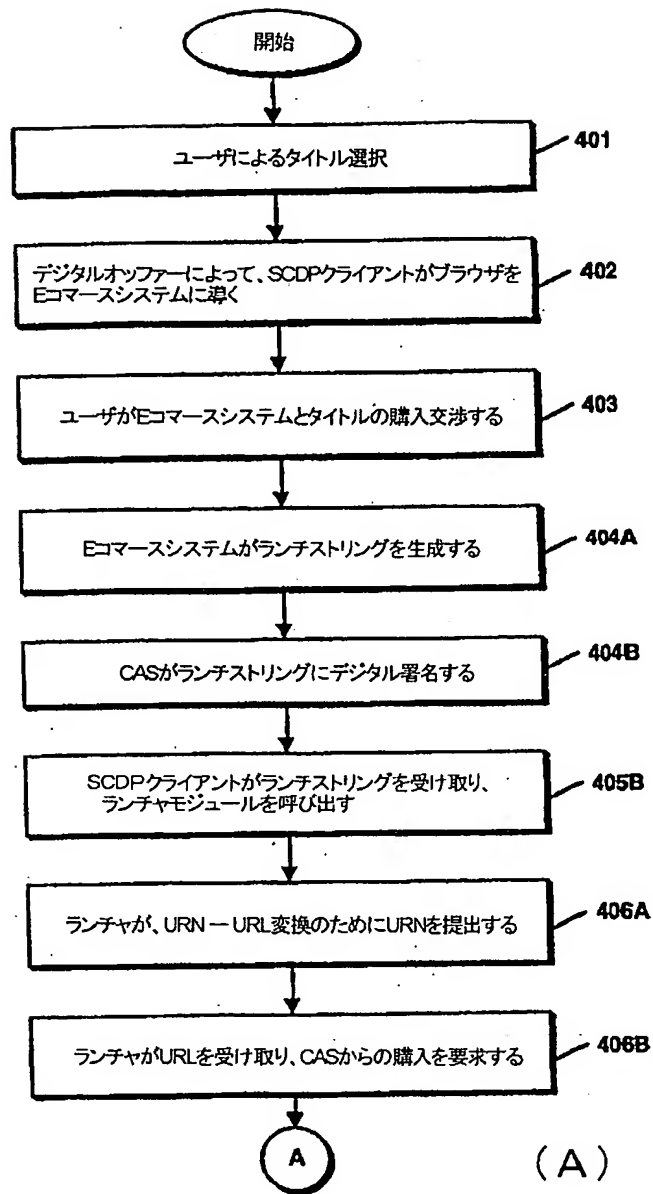 開始
ユーザによるタイトル選択
401
デジタルオッファーによって、SCDPクライアントがブラウザを
Eコマースシステムに導く
402
ユーザがEコマースシステムとタイトルの購入交渉する
403
Eコマースシステムがランチストリングを生成する
404A
CASがランチストリングにデジタル署名する
404B
SCDPクライアントがランチストリングを受け取り、
ランチャモジュールを呼び出す
405B
ランチャが、URN ー URL変換のためにURNを提出する
406A
ランチャがURLを受け取り、CASからの購入を要求する
406B
A
(A)